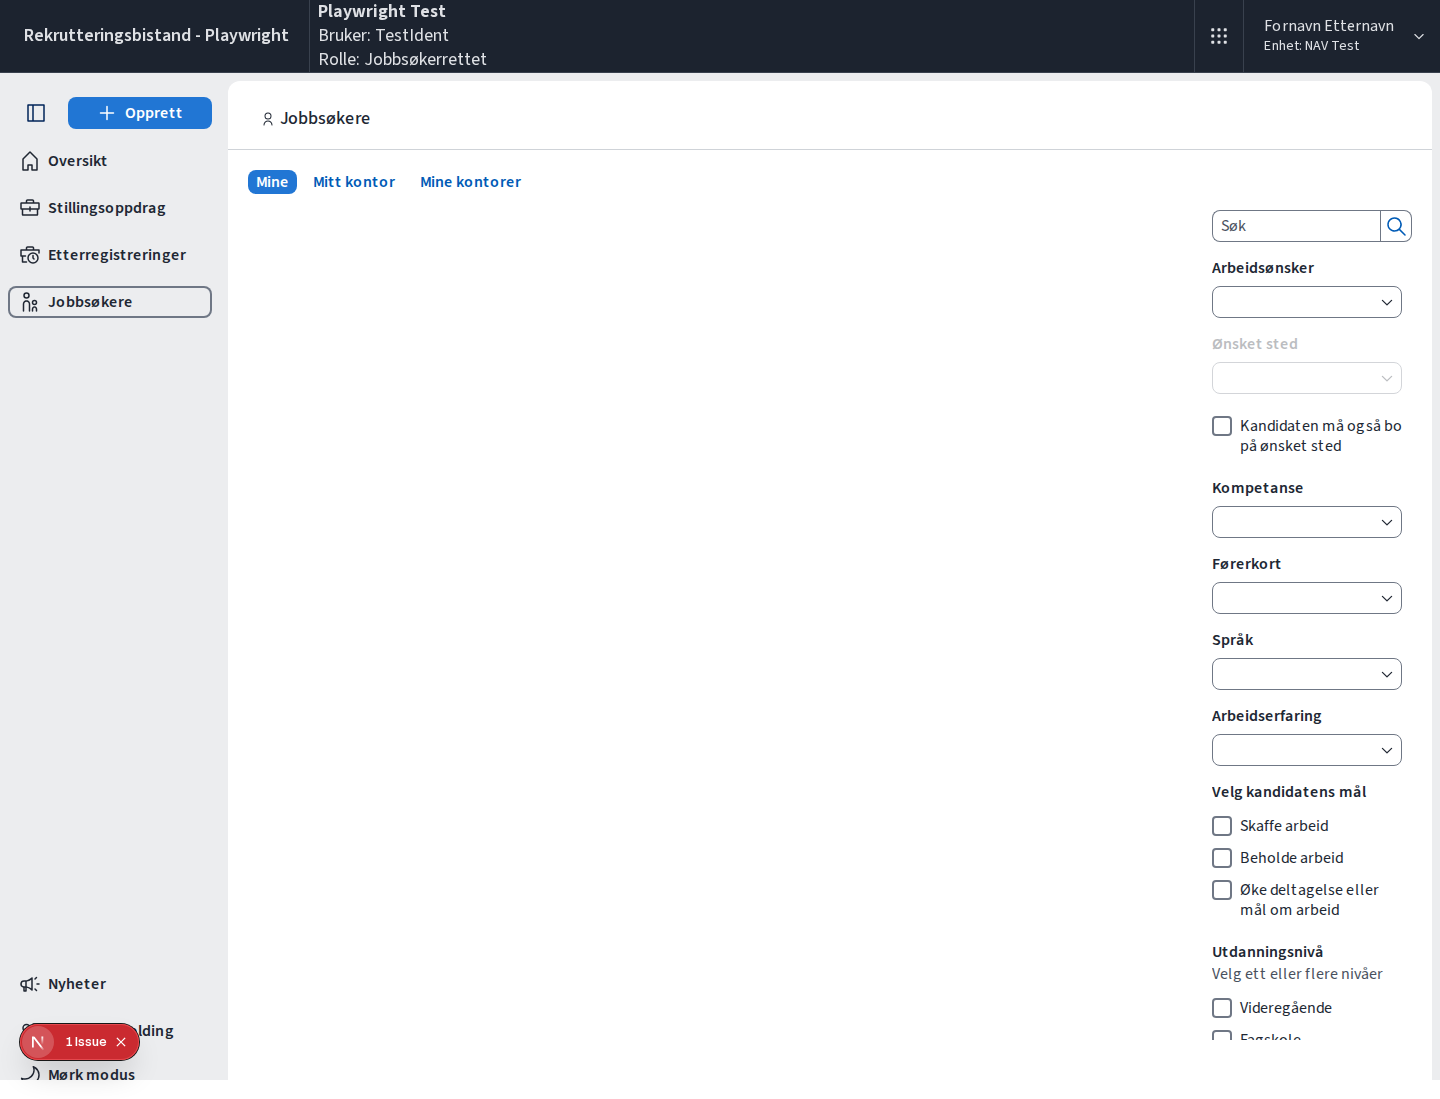 Rekrutteringsbistand - Playwright
Playwright Test
Bruker: TestIdent
Rolle: Jobbsøkerrettet
Fornavn Etternavn
Enhet: NAV Test
Opprett
Oversikt
Stillingsoppdrag
Etterregistreringer
Jobbsøkere
Nyheter
olding
1 Issue
Mørk modus
Jobbsøkere
Mine
Mitt kontor
Mine kontorer
Søk
Arbeidsønsker
Ønsket sted
Kandidaten må også bo
på ønsket sted
Kompetanse
Førerkort
Språk
Arbeidserfaring
Velg kandidatens mål
Skaffe arbeid
Beholde arbeid
Øke deltagelse eller
mål om arbeid
Utdanningsnivå
Velg ett eller flere nivåer
Videregående
Fagskole